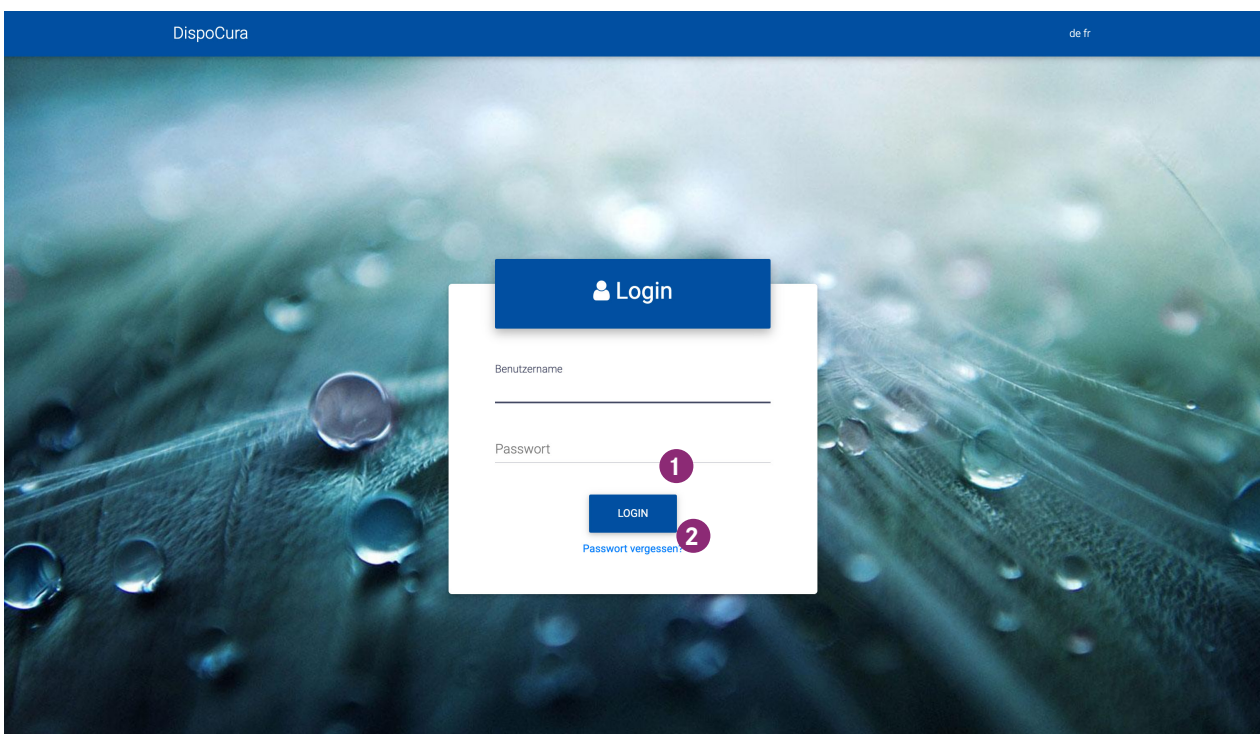 DispoCura
de fr
Login
Benutzername
Passwort
1
LOGIN
2
Passwort vergessen?